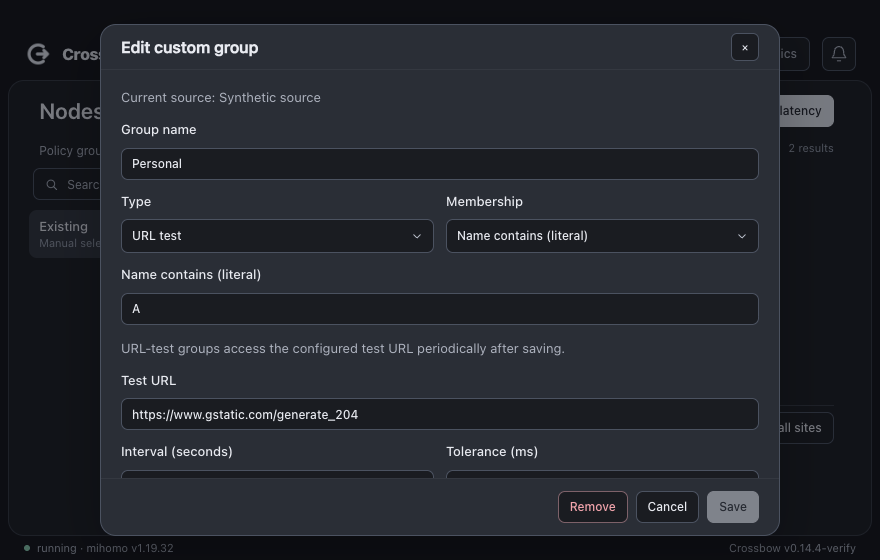 Edit custom group
×
Cross
ics
Current source: Synthetic source
Nodes
latency
Group name
Policy grou
2 results
Personal
Searc
Type
Membership
Existing
Manual sele
URL test
Name contains (literal)
Name contains (literal)
A
URL-test groups access the configured test URL periodically after saving.
Test URL
https://www.gstatic.com/generate_204
all sites
Interval (seconds)
Tolerance (ms)
Remove
Cancel
Save
running · mihomo v1.19.32
Crossbow v0.14.4-verify